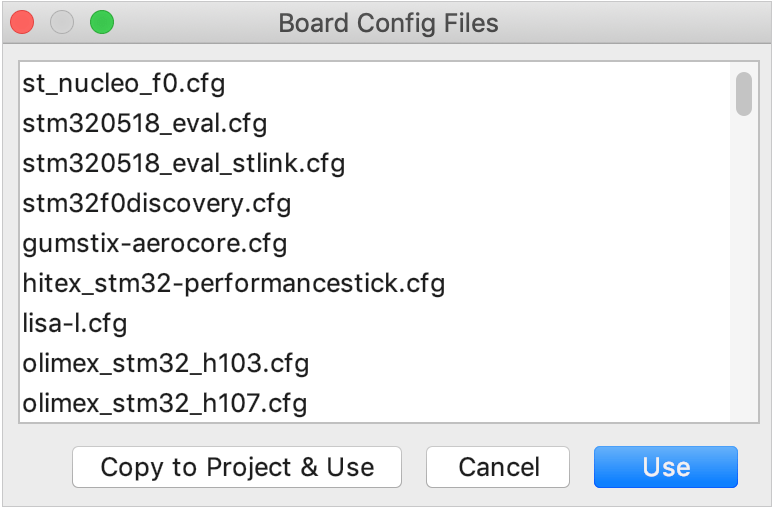 Board Config Files
st_nucleo_f0.cfg
stm320518_eval.cfg
stm320518_eval_stlink.cfg
stm32f0discovery.cfg
gumstix-aerocore.cfg
hitex_stm32-performancestick.cfg
lisa-l.cfg
olimex_stm32_h103.cfg
olimex_stm32_h107.cfg
Copy to Project & Use Cancel Use